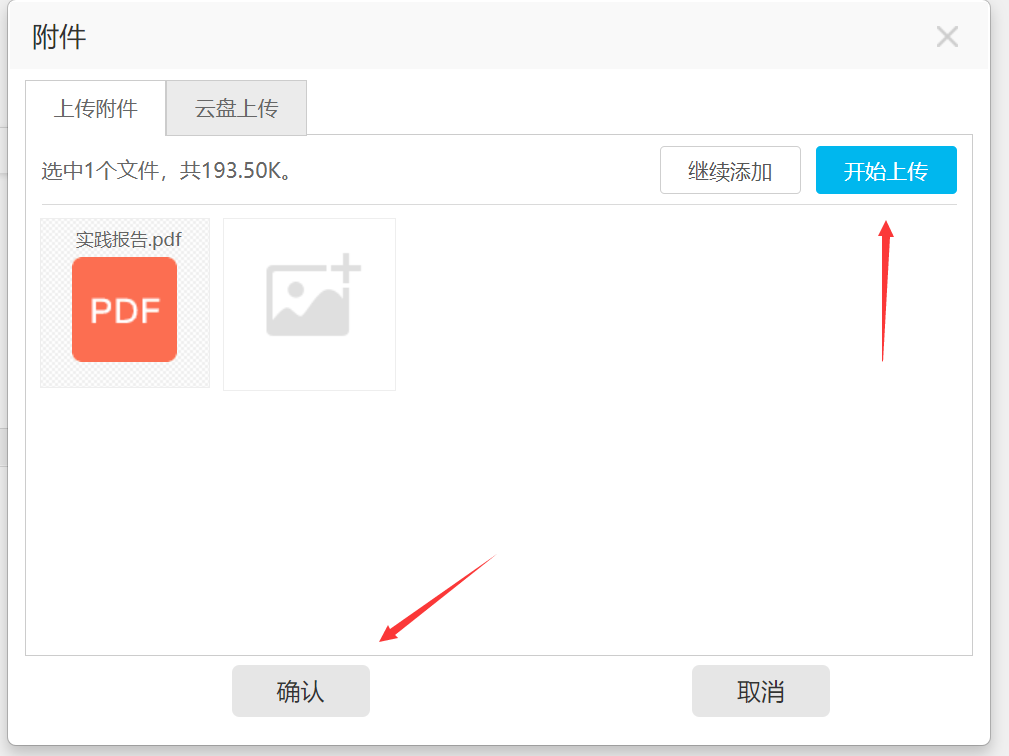 附件
上传附件
云盘上传
选中1个文件，共193.50K。
继续添加
开始上传
实践报告.pdf
PDF
确认
取消